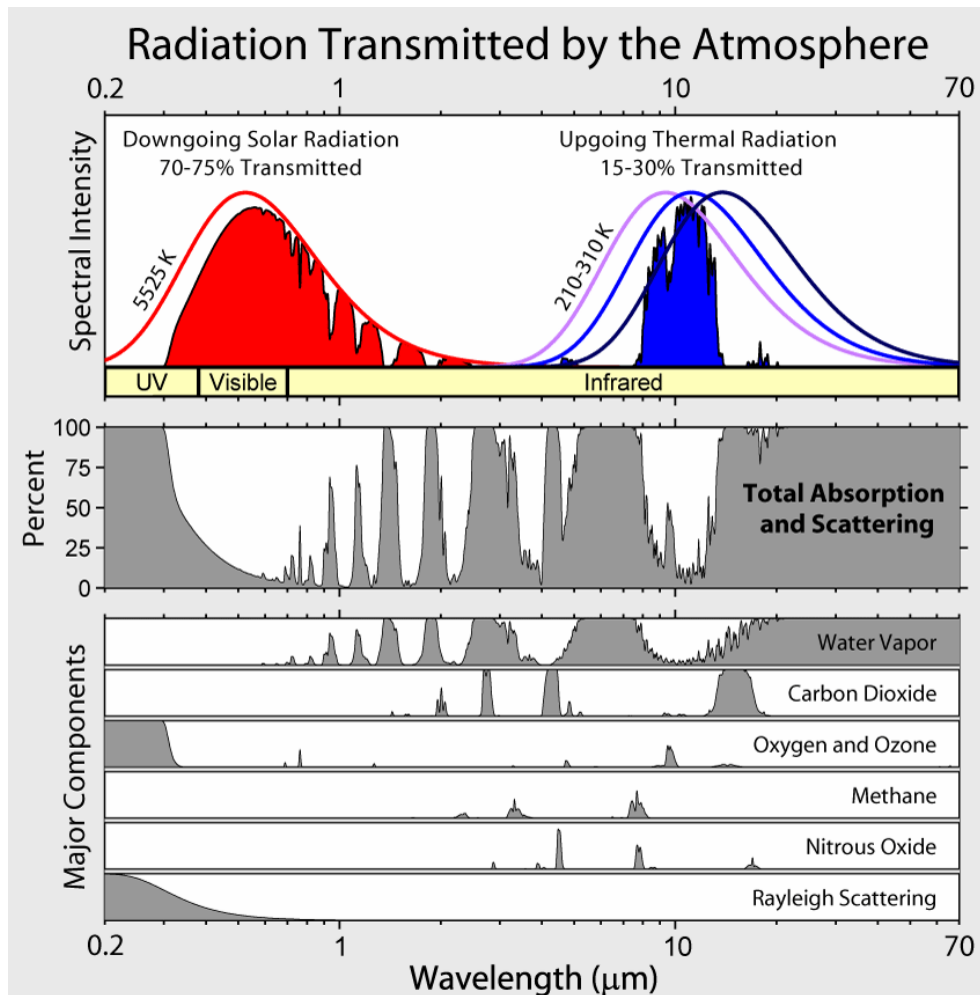 Radiation Transmitted by the Atmosphere
0.2 1 10 70
Downgoing Solar Radiation
70-75% Transmitted
Upgoing Thermal Radiation
15-30% Transmitted
Spectral Intensity
5525 K
210-310 K
UV Visible Infrared
Percent
100
75
50
25
0
Total Absorption
and Scattering
Major Components
Water Vapor
Carbon Dioxide
Oxygen and Ozone
Methane
Nitrous Oxide
Rayleigh Scattering
0.2 1 10 70
Wavelength (μm)